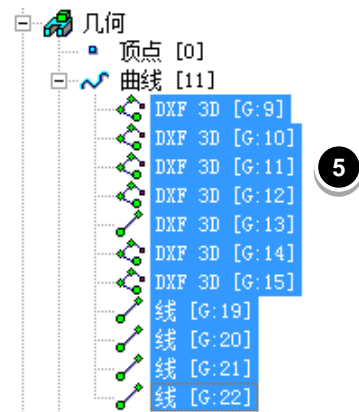 几何
顶点 [0]
曲线 [11]
DXF 3D [G:9]
DXF 3D [G:10]
DXF 3D [G:11]
5
DXF 3D [G:12]
DXF 3D [G:13]
DXF 3D [G:14]
DXF 3D [G:15]
线 [G:19]
线 [G:20]
线 [G:21]
线 [G:22]